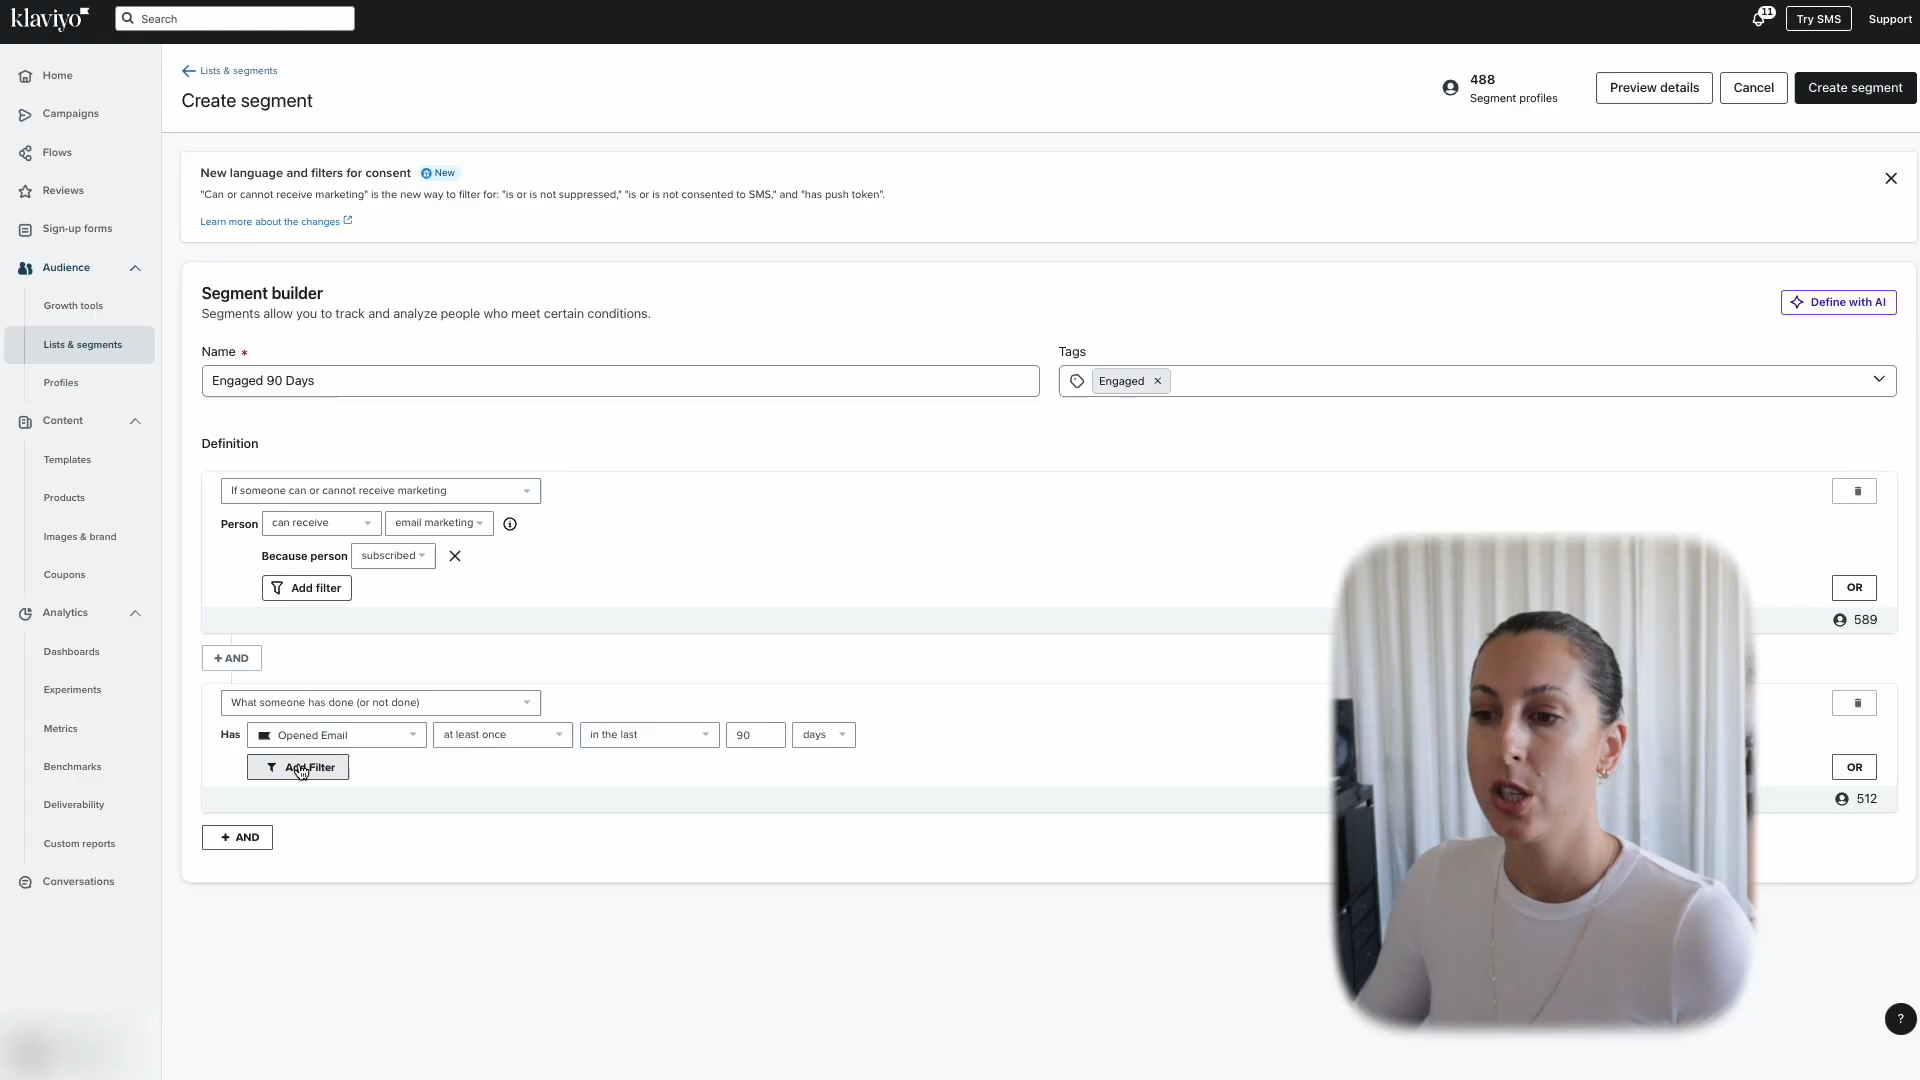 klaviyo
Search
11
Try SMS
Support
Home
Campaigns
Flows
Reviews
Sign-up forms
Audience
Growth tools
Lists & segments
Profiles
Content
Templates
Products
Images & brand
Coupons
Analytics
Dashboards
Experiments
Metrics
Benchmarks
Deliverability
Custom reports
Conversations
Lists & segments
Create segment
488
Segment profiles
Preview details
Cancel
Create segment
New language and filters for consent New
"Can or cannot receive marketing" is the new way to filter for: "is or is not suppressed," "is or is not consented to SMS," and "has push token".
Learn more about the changes
Segment builder
Segments allow you to track and analyze people who meet certain conditions.
Define with AI
Name *
Engaged 90 Days
Tags
Engaged
Definition
If someone can or cannot receive marketing
Person can receive email marketing
Because person subscribed
Add filter
OR
589
+ AND
What someone has done (or not done)
Has Opened Email at least once in the last 90 days
Add Filter
OR
512
+ AND
?